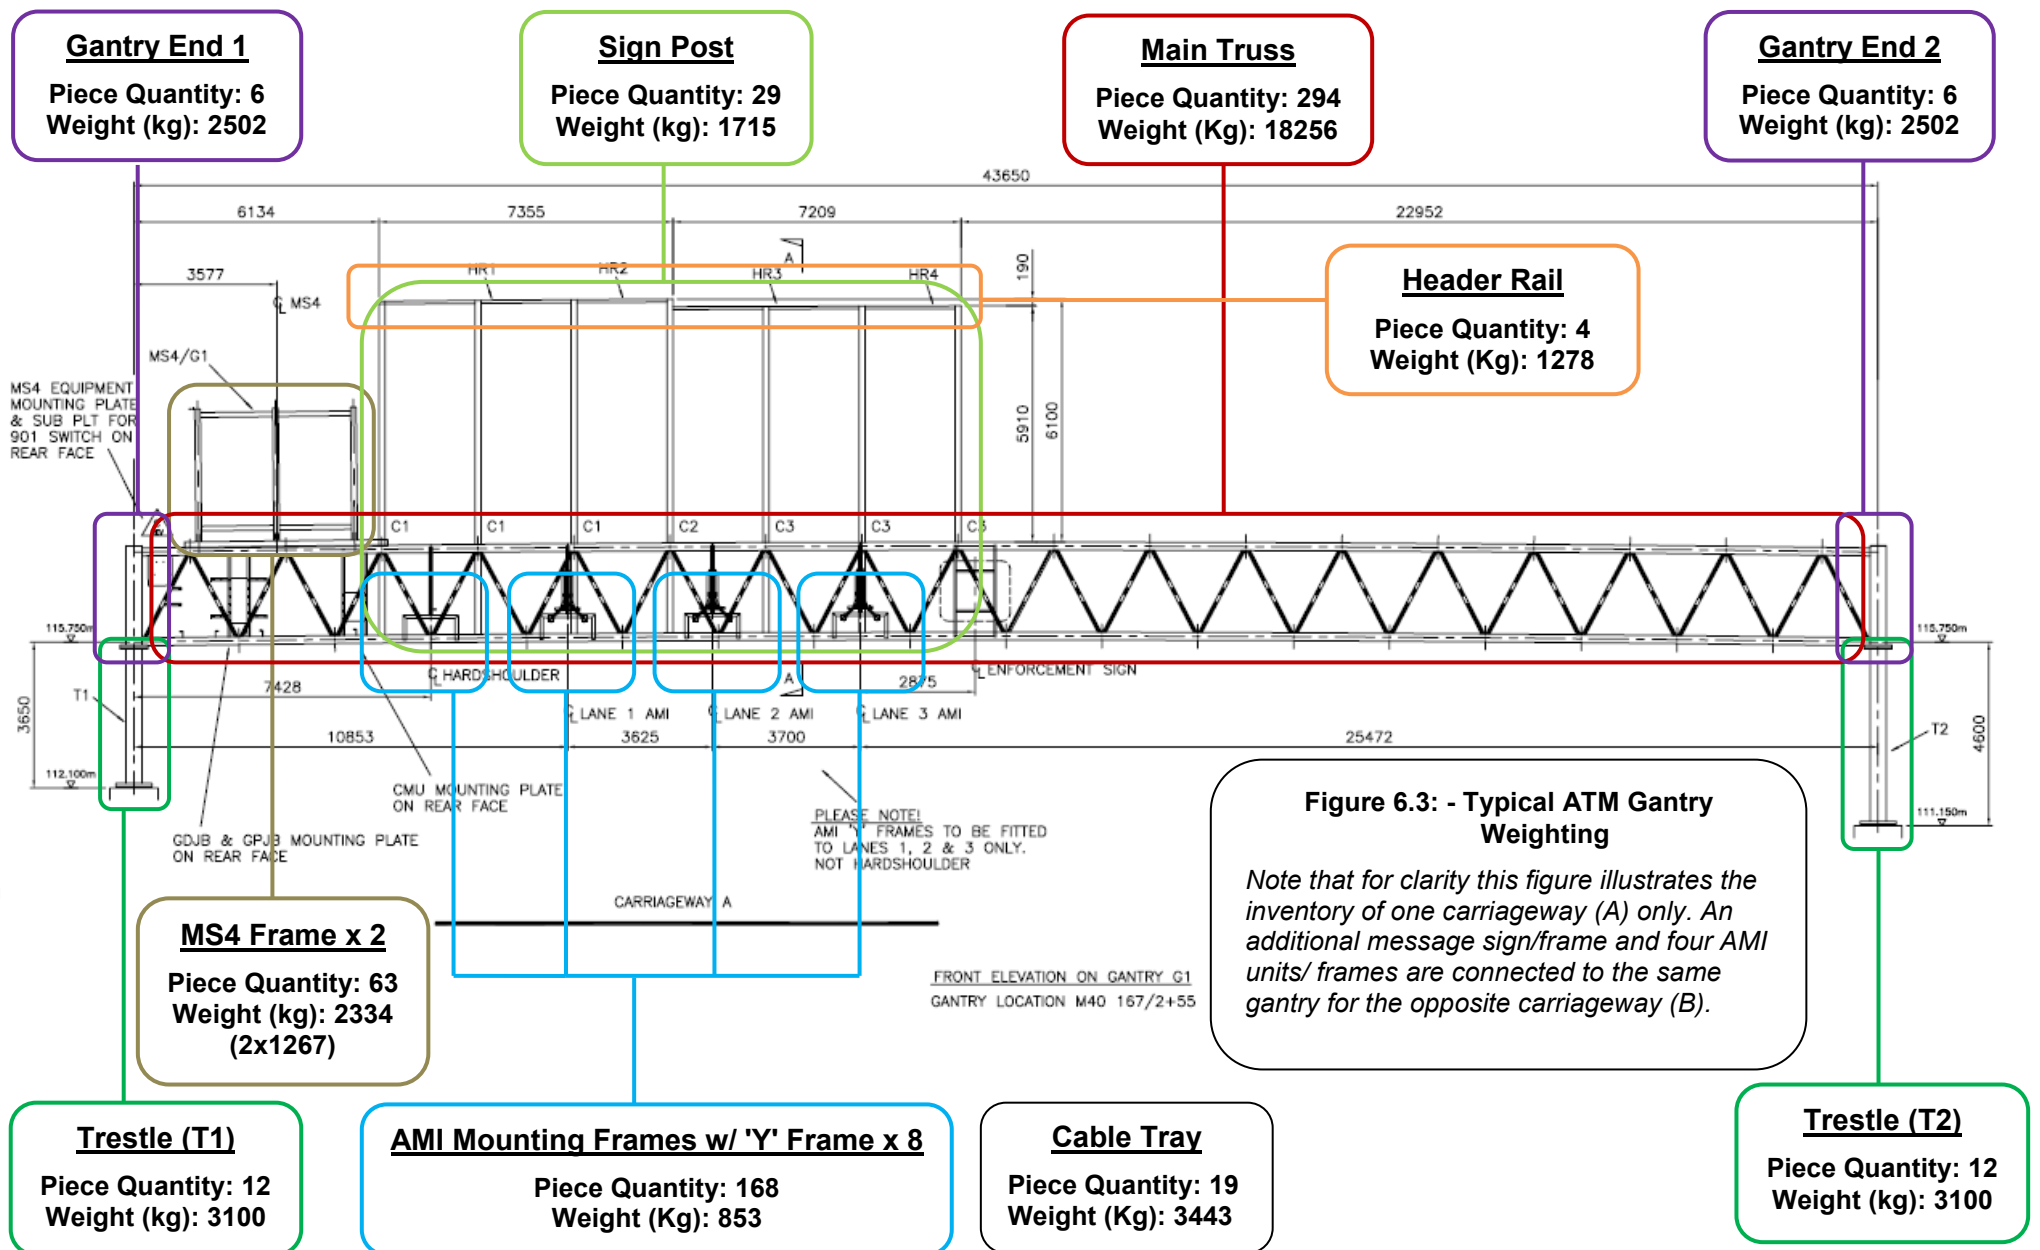 Gantry End 1
Piece Quantity: 6
Weight (kg): 2502
Sign Post
Piece Quantity: 29
Weight (kg): 1715
Main Truss
Piece Quantity: 294
Weight (Kg): 18256
Gantry End 2
Piece Quantity: 6
Weight (kg): 2502
43650
6134
7355
7209
22952
3577
℄ MS4
HR1
HR2
HR3
HR4
A
190
Header Rail
Piece Quantity: 4
Weight (Kg): 1278
MS4/G1
MS4 EQUIPMENT
MOUNTING PLATE
& SUB PLT FOR
901 SWITCH ON
REAR FACE
5910
6100
C1
C1
C1
C2
C3
C3
C3
115.750m
115.750m
℄ HARDSHOULDER
℄ ENFORCEMENT SIGN
7428
A
2875
T1
3650
℄ LANE 1 AMI
℄ LANE 2 AMI
℄ LANE 3 AMI
10853
3625
3700
25472
T2
4600
112.100m
111.150m
CMU MOUNTING PLATE
ON REAR FACE
GDJB & GPJB MOUNTING PLATE
ON REAR FACE
PLEASE NOTE!
AMI 'Y' FRAMES TO BE FITTED
TO LANES 1, 2 & 3 ONLY.
NOT HARDSHOULDER
CARRIAGEWAY A
FRONT ELEVATION ON GANTRY G1
GANTRY LOCATION M40 167/2+55
Figure 6.3: - Typical ATM Gantry
Weighting
Note that for clarity this figure illustrates the
inventory of one carriageway (A) only. An
additional message sign/frame and four AMI
units/ frames are connected to the same
gantry for the opposite carriageway (B).
MS4 Frame x 2
Piece Quantity: 63
Weight (kg): 2334
(2x1267)
Trestle (T1)
Piece Quantity: 12
Weight (kg): 3100
AMI Mounting Frames w/ 'Y' Frame x 8
Piece Quantity: 168
Weight (Kg): 853
Cable Tray
Piece Quantity: 19
Weight (Kg): 3443
Trestle (T2)
Piece Quantity: 12
Weight (kg): 3100